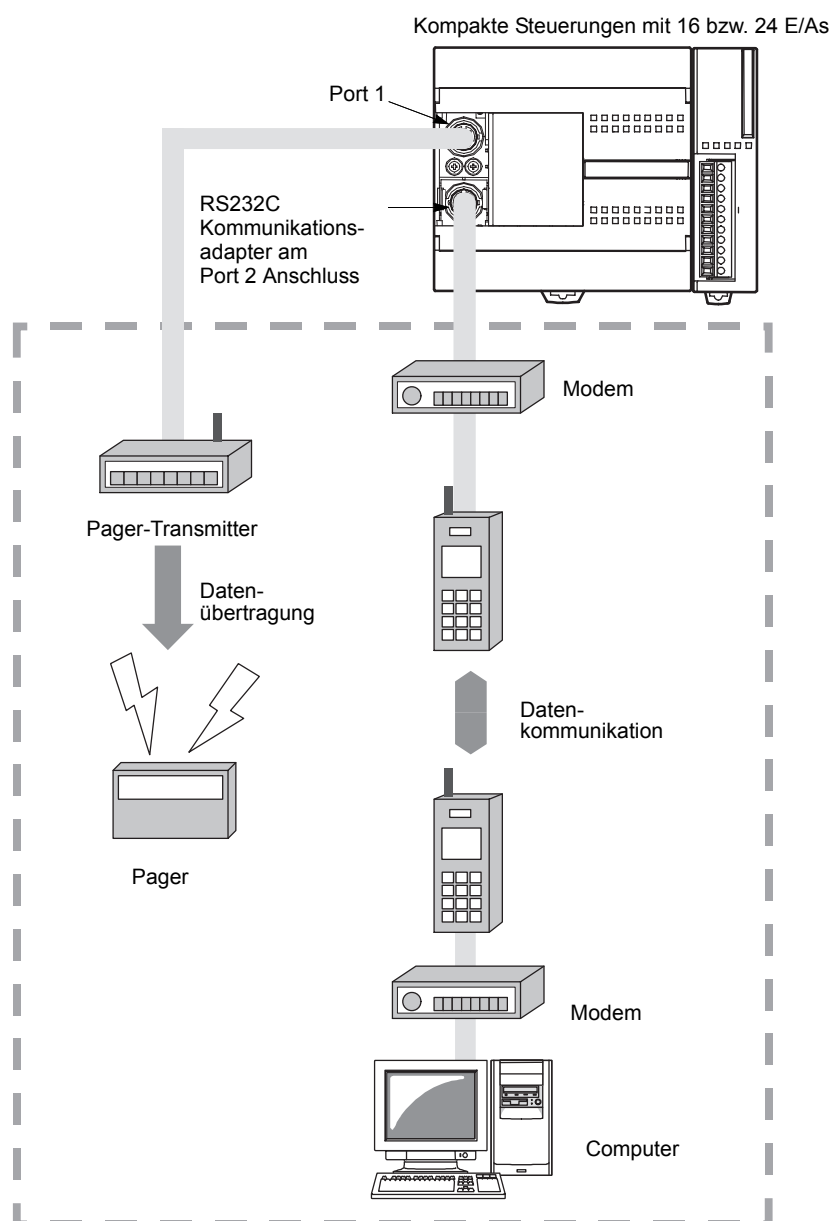 Kompakte Steuerungen mit 16 bzw. 24 E/As
Port 1
RS232C
Kommunikations-
adapter am
Port 2 Anschluss
Modem
Pager-Transmitter
Daten-
übertragung
Daten-
kommunikation
Pager
Modem
Computer